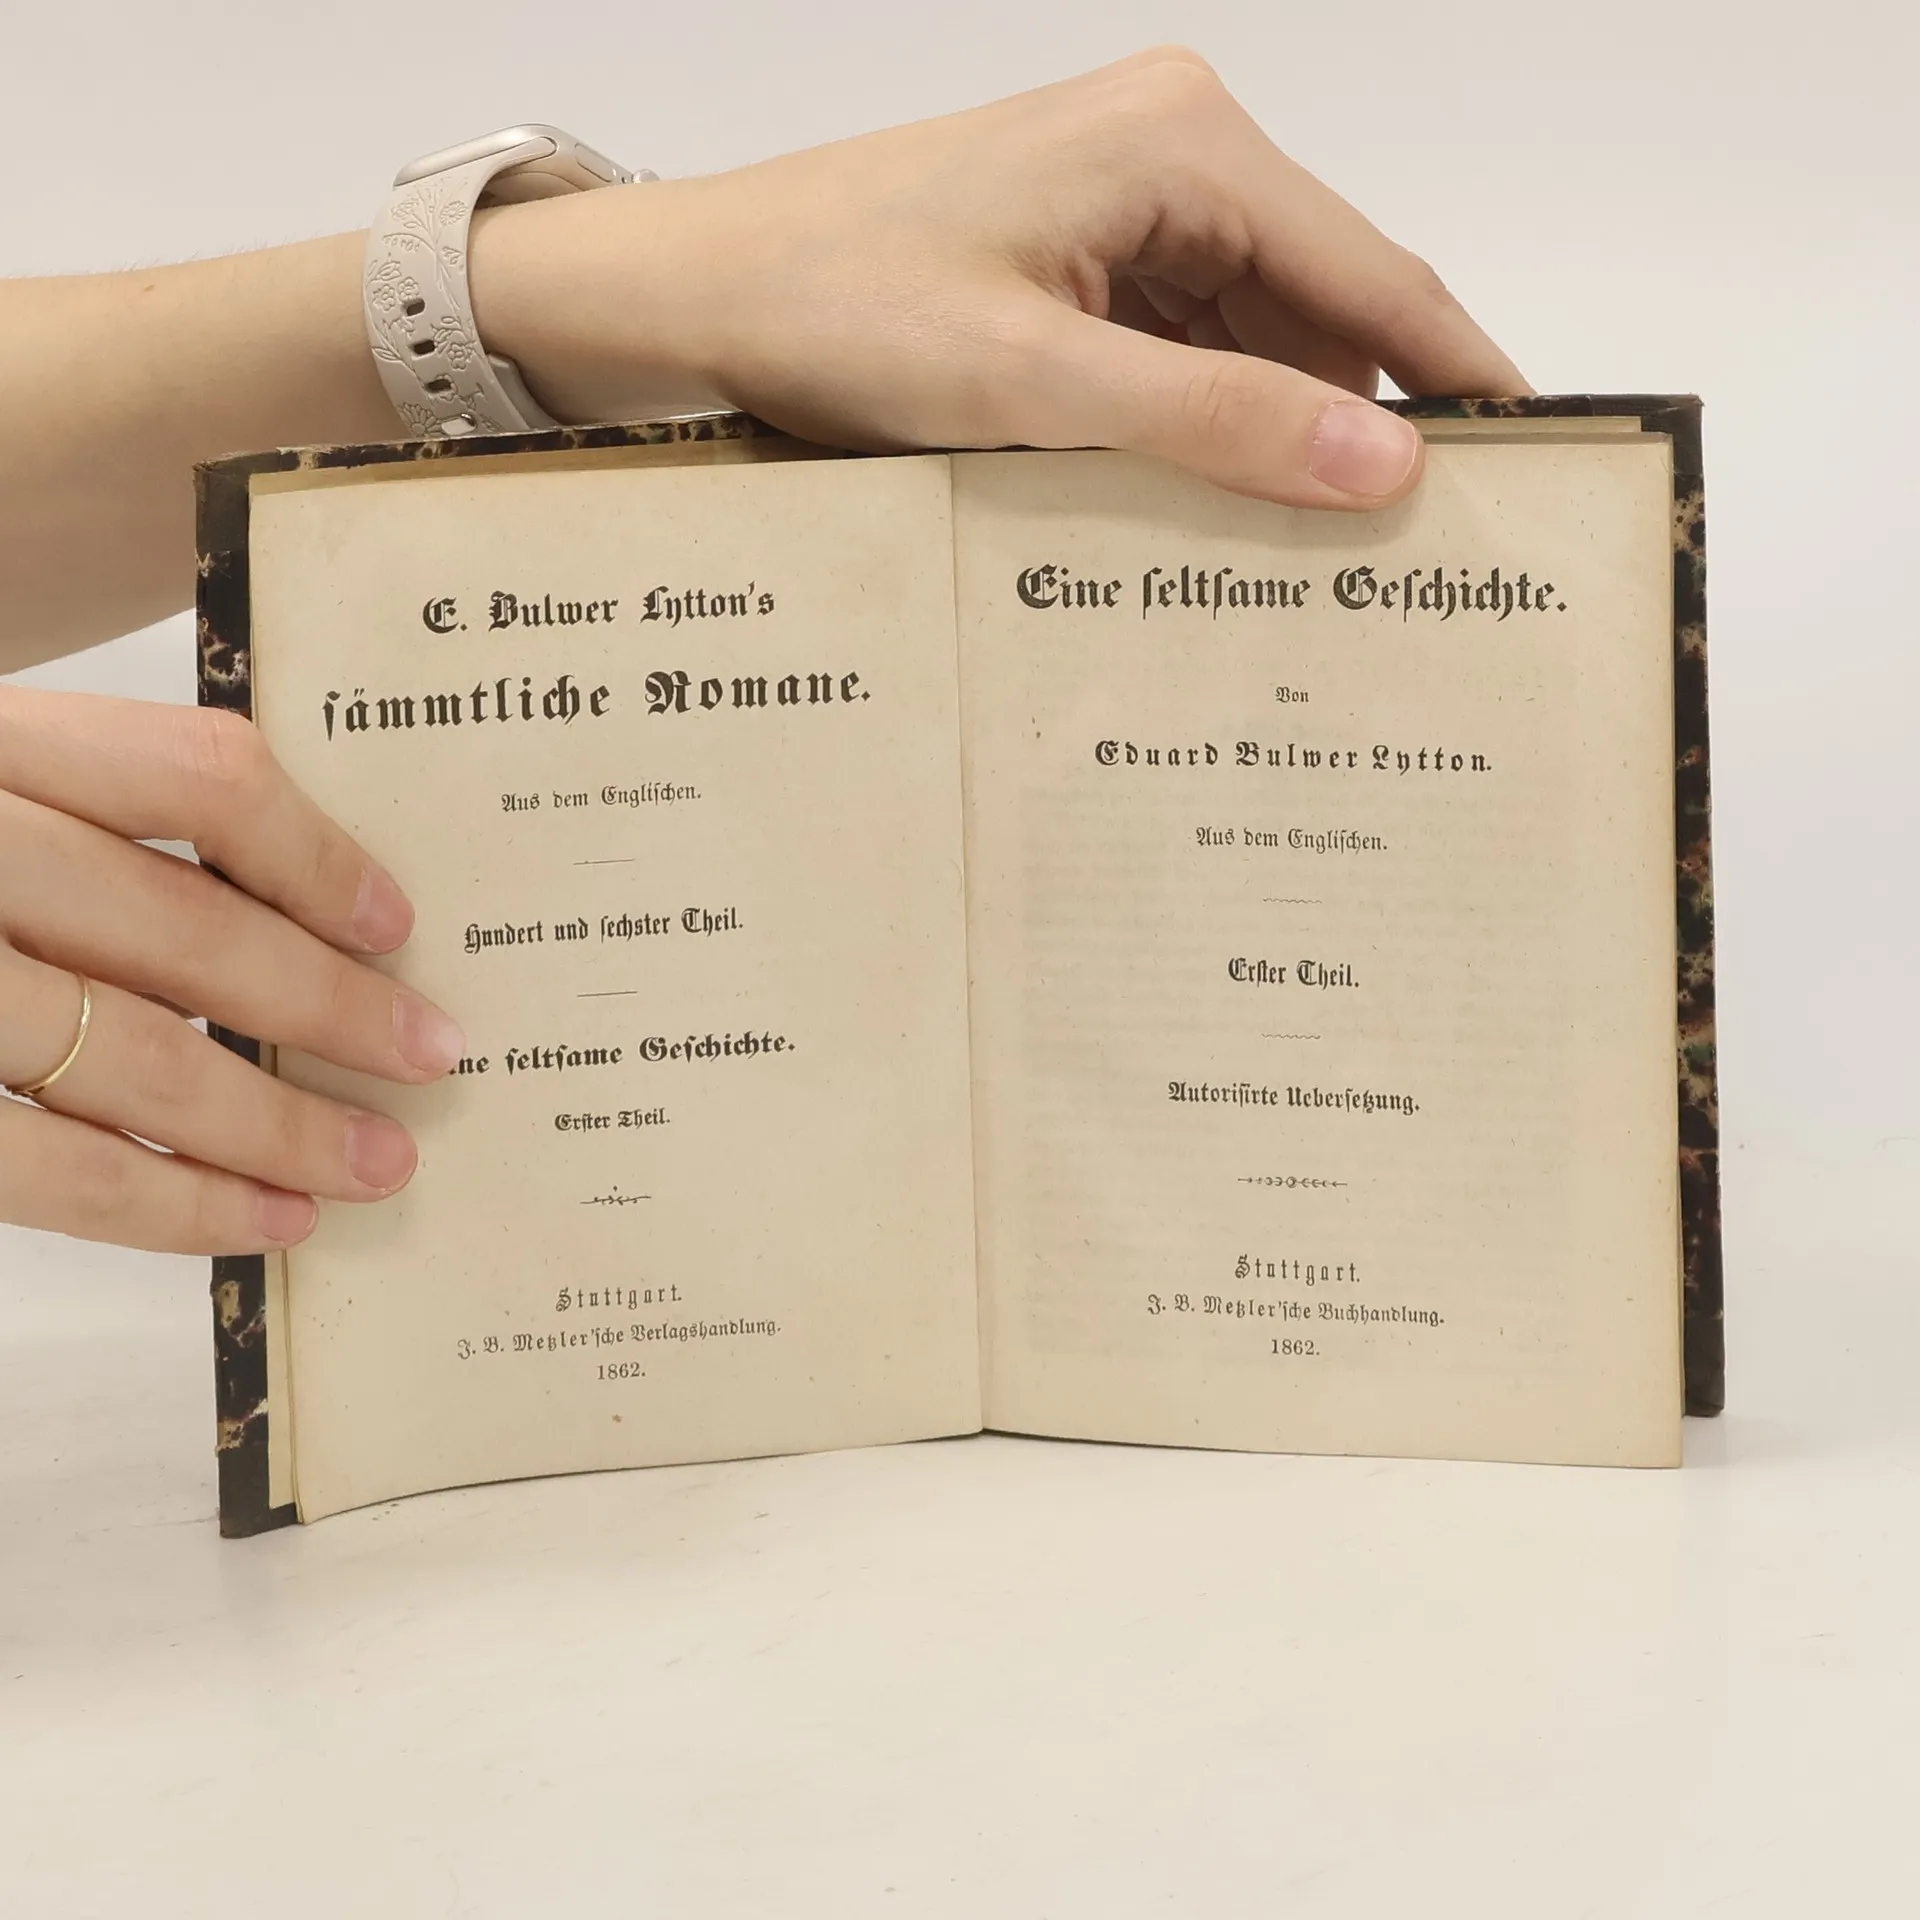 E. Bulwer Lytton's
sämmtliche Romane.
Aus dem Englischen.
Hundert und sechster Theil.
seltsame Geschichte.
Erster Theil.
Stuttgart.
J. B. Metzler'sche Verlagshandlung.
1862.
Eine seltsame Geschichte.
Von
Eduard Bulwer Lytton.
Aus dem Englischen.
Erster Theil.
Autorisirte Uebersetzung.
Stuttgart.
J. B. Metzler'sche Buchhandlung.
1862.